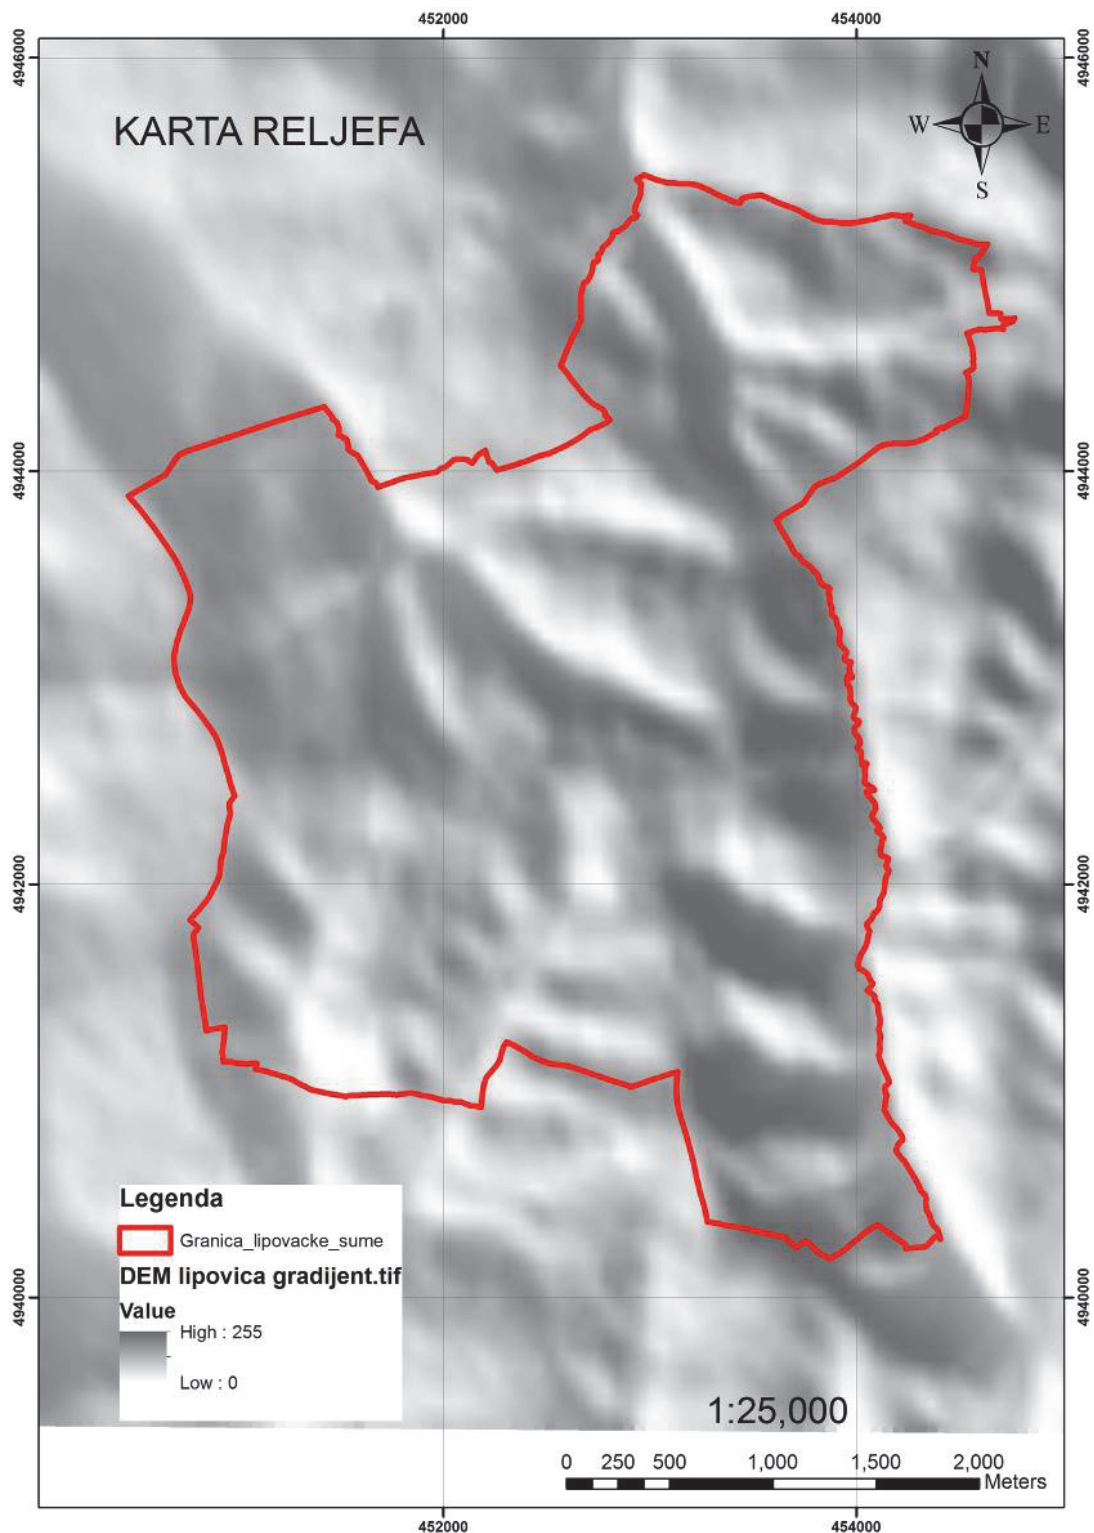 452000 454000
4946000 4946000
N
W E
S
KARTA RELJEFA
4944000 4944000
4942000 4942000
Legenda
Granica_lipovacke_sume
DEM lipovica gradijent.tif
Value
High : 255
Low : 0
4940000 4940000
1:25,000
0 250 500 1,000 1,500 2,000
Meters
452000 454000